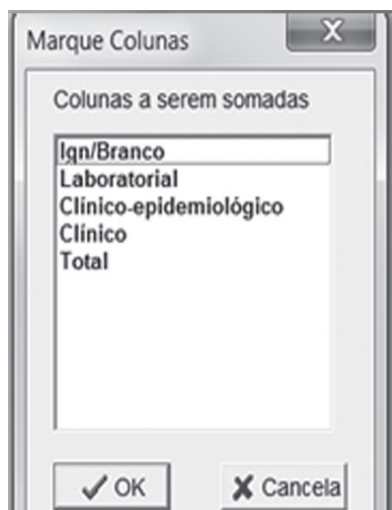 Marque Colunas
X
Colunas a serem somadas
Ign/Branco
Laboratorial
Clínico-epidemiológico
Clínico
Total
OK
Cancela